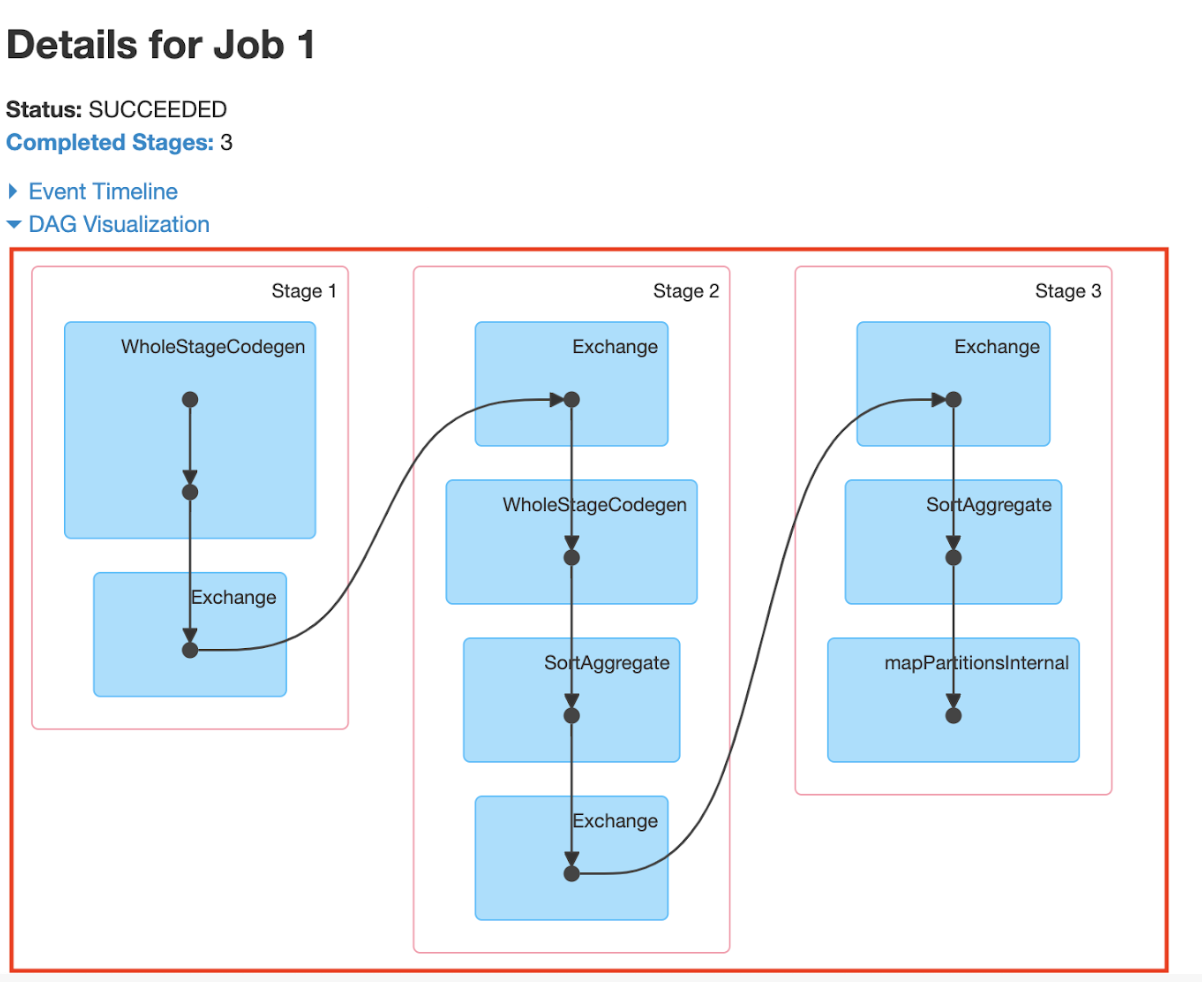 Details for Job 1
Status: SUCCEEDED
Completed Stages: 3
Event Timeline
DAG Visualization
Stage 1
WholeStageCodegen
Exchange
Stage 2
Exchange
WholeStageCodegen
SortAggregate
Exchange
Stage 3
Exchange
SortAggregate
mapPartitionsInternal